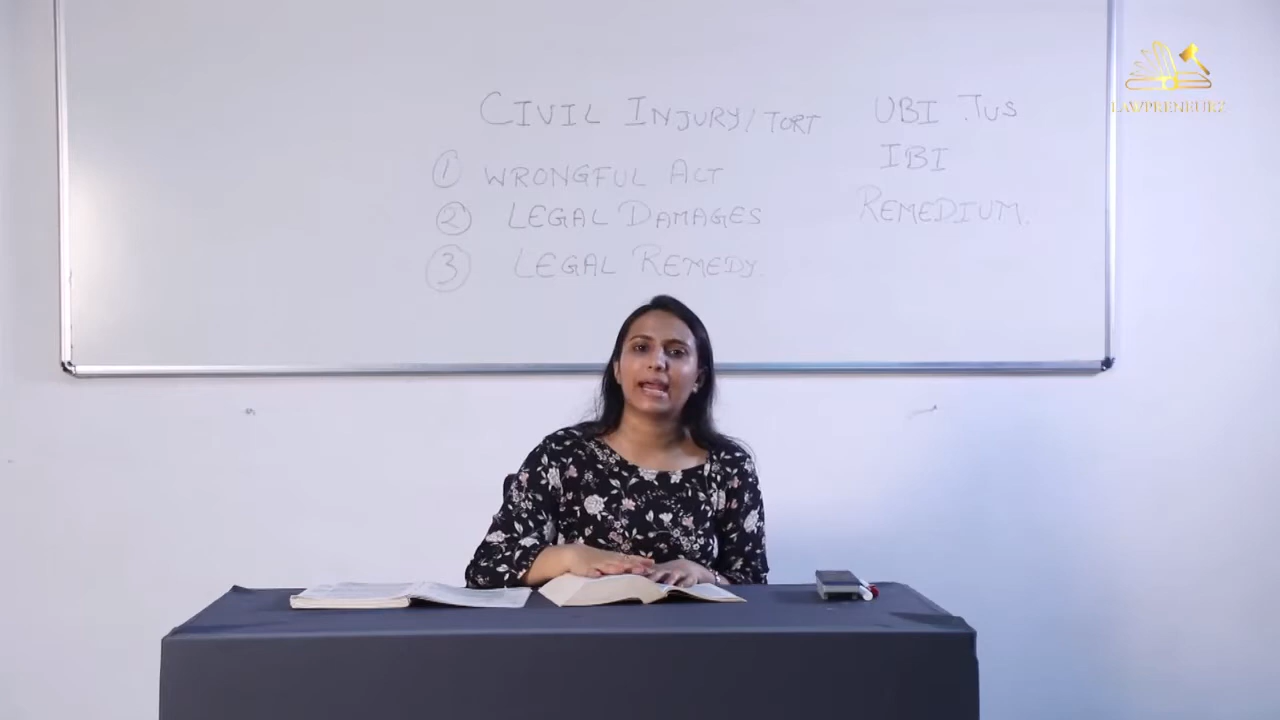 CIVIL INJURY/TORT
① WRONGFUL ACT
② LEGAL DAMAGES
③ LEGAL REMEDY.
UBI JUS
IBI
REMEDIUM.
LAWPRENEURZ